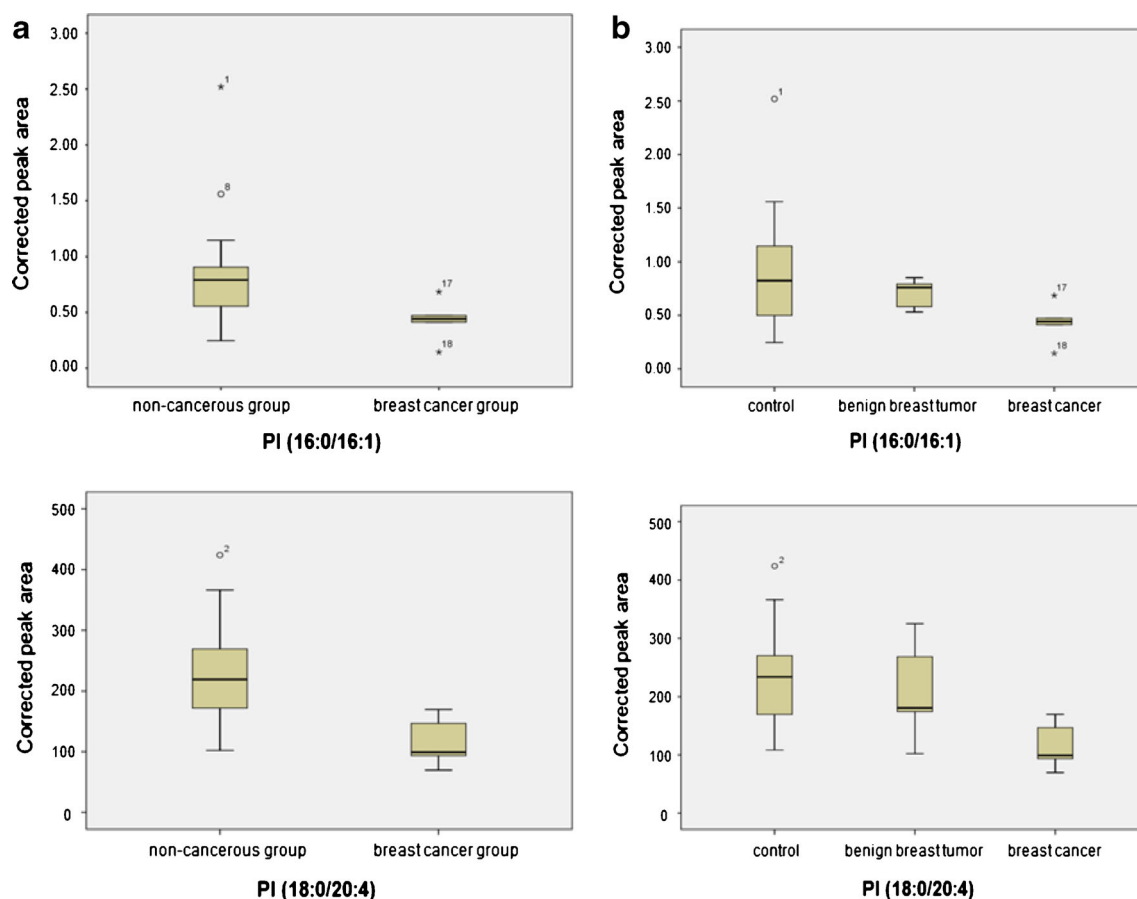 a
Corrected peak area
3.00
2.50
2.00
1.50
1.00
0.50
0.00
1
8
17
18
non-cancerous group breast cancer group
PI (16:0/16:1)
b
Corrected peak area
3.00
2.50
2.00
1.50
1.00
0.50
0.00
1
17
18
control benign breast tumor breast cancer
PI (16:0/16:1)
Corrected peak area
500
400
300
200
100
0
2
non-cancerous group breast cancer group
PI (18:0/20:4)
Corrected peak area
500
400
300
200
100
0
2
control benign breast tumor breast cancer
PI (18:0/20:4)